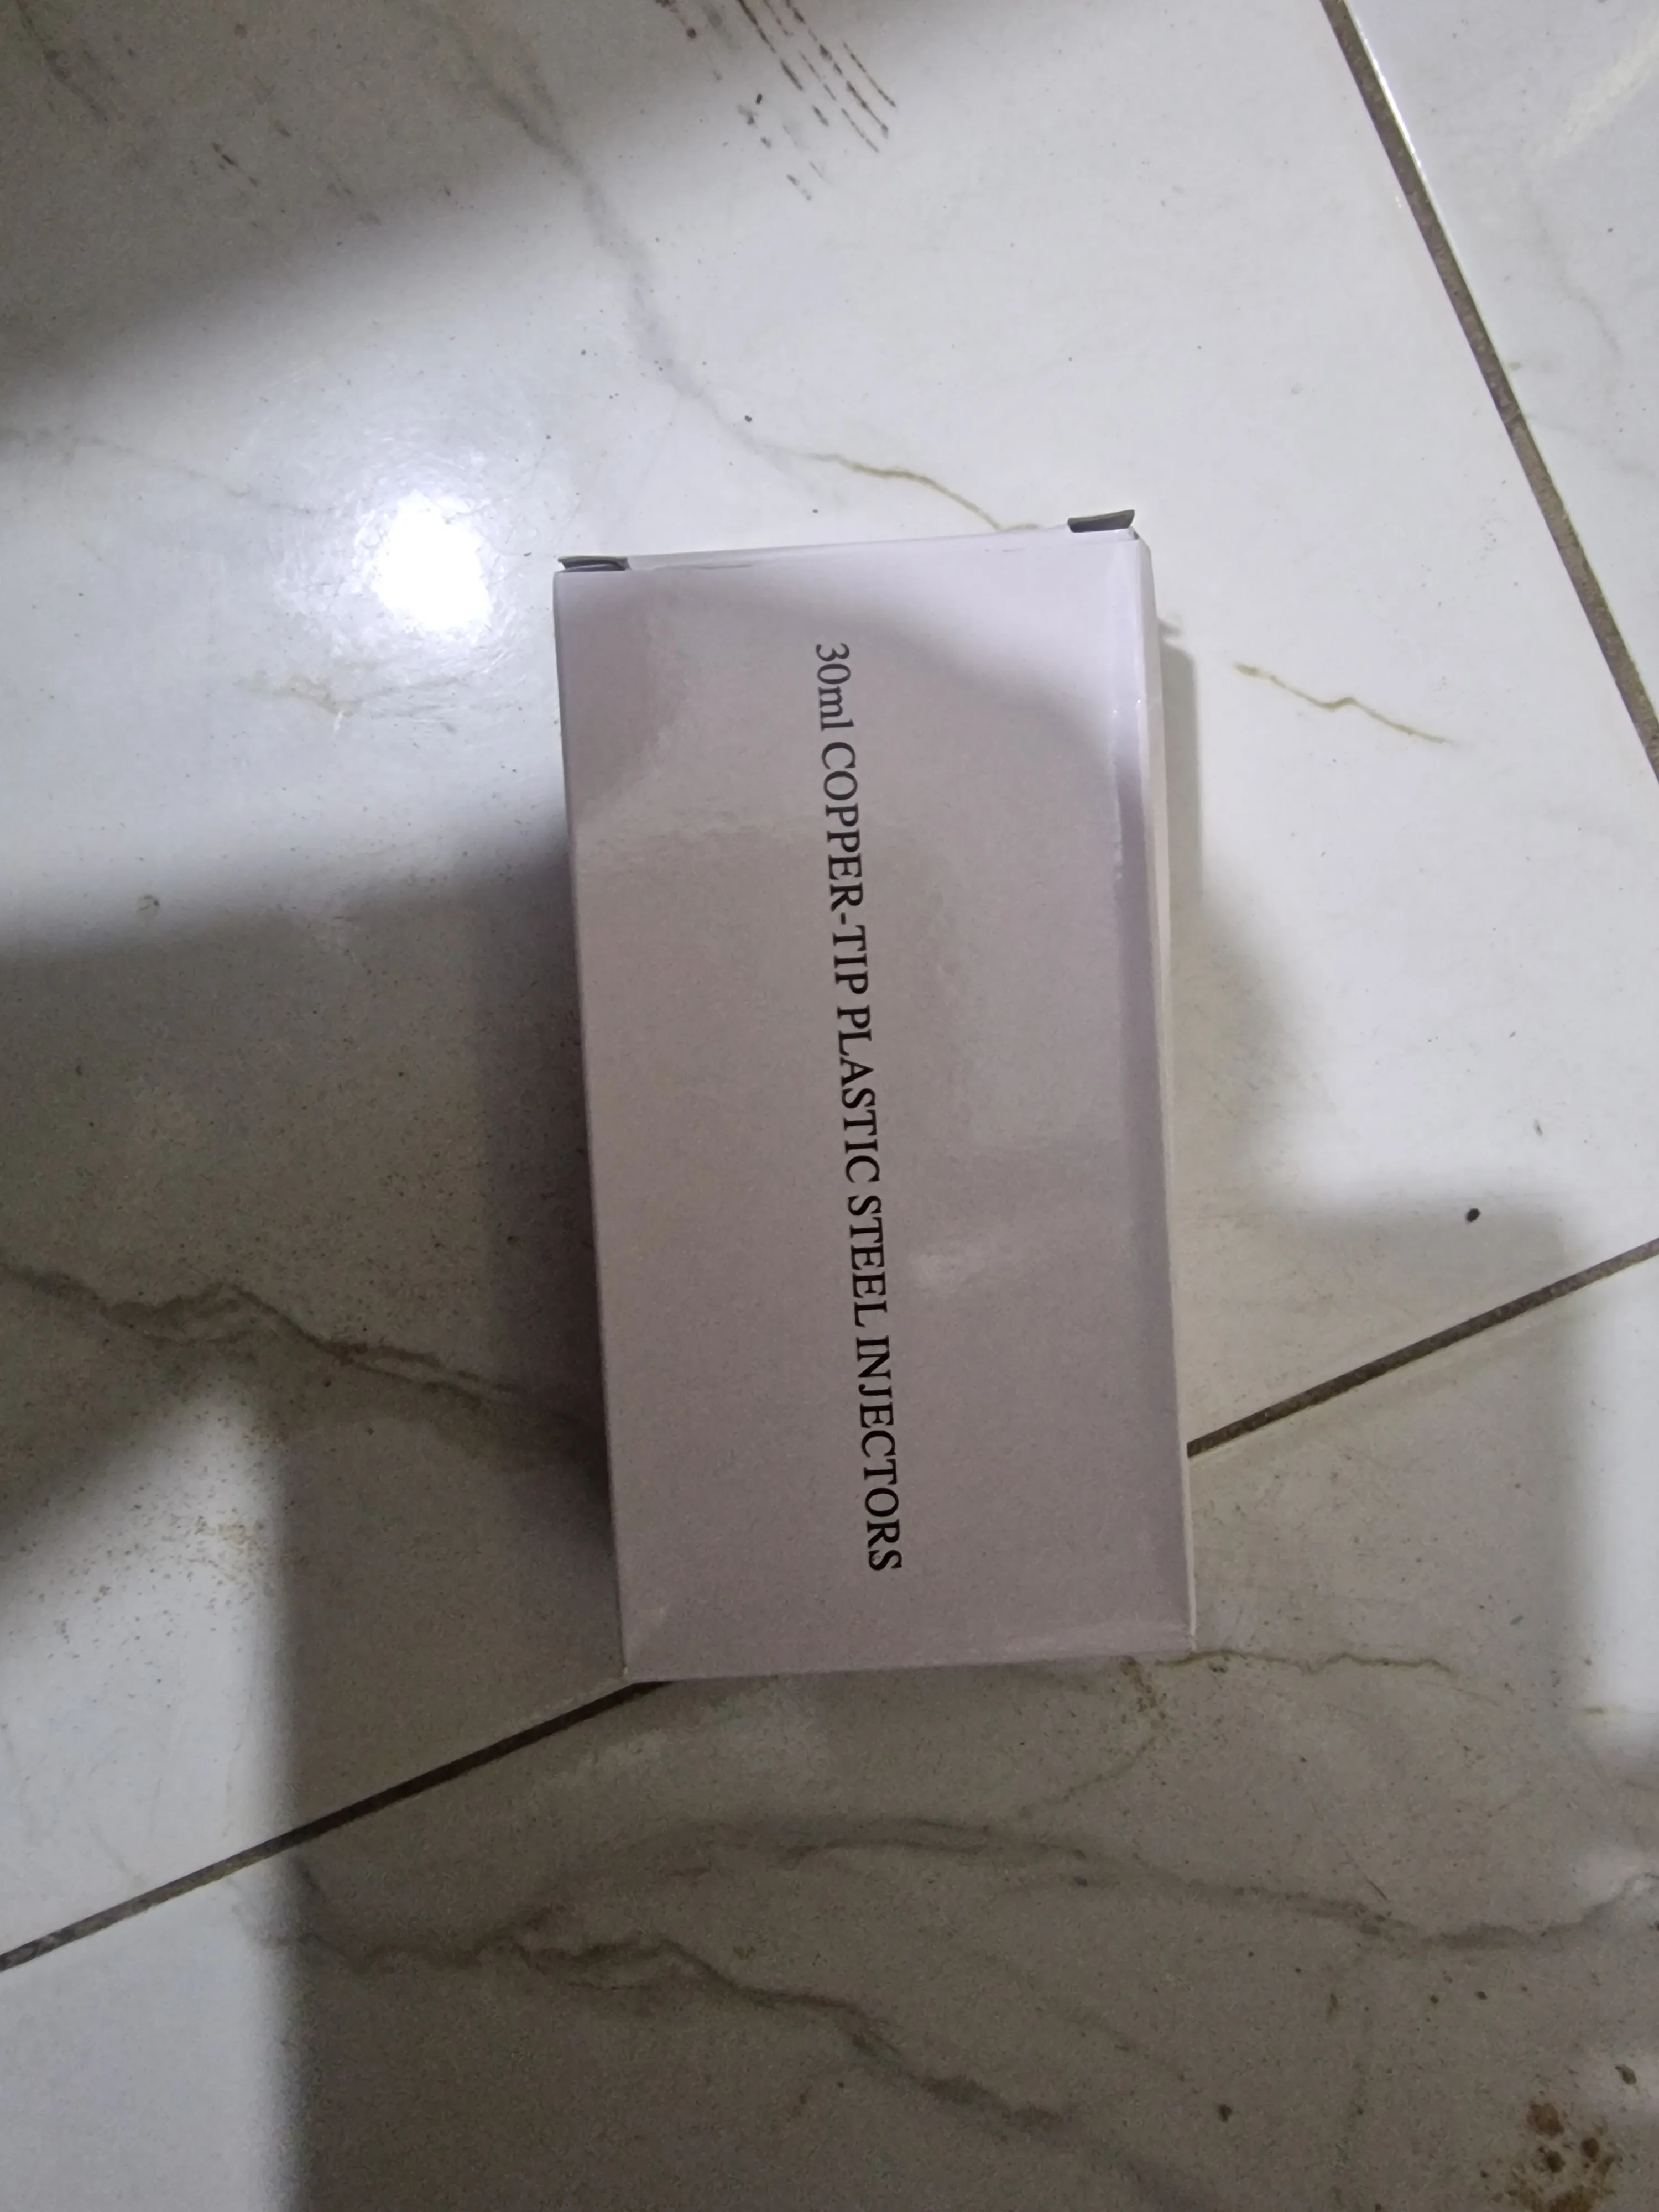 30ml COPPER-TIP PLASTIC STEEL INJECTORS